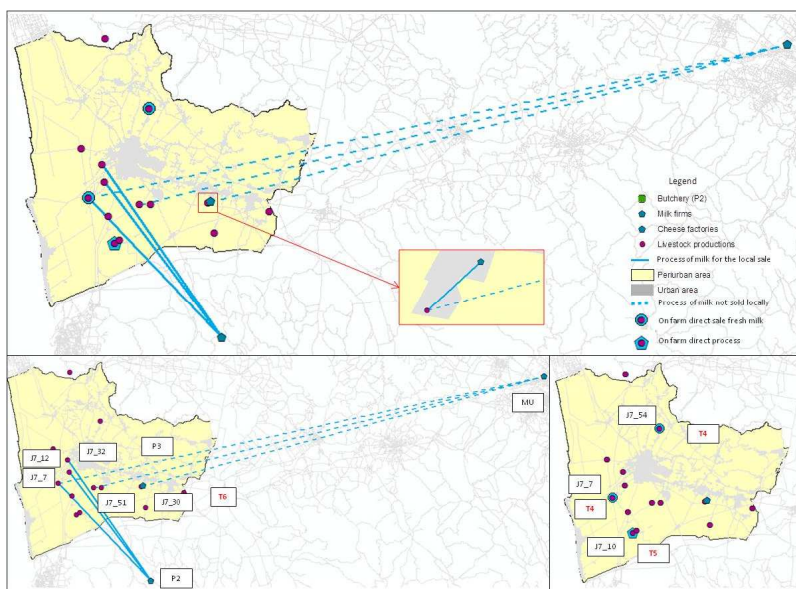 Legend
Butchery (P2)
Milk firms
Cheese factories
Livestock productions
Process of milk for the local sale
Periurban area
Urban area
Process of milk not sold locally
On farm direct sale fresh milk
On farm direct process
MU
J7_32
P3
J7_12
J7_7
J7_51
J7_30
T6
P2
J7_54
T4
J7_7
T4
J7_10
T5